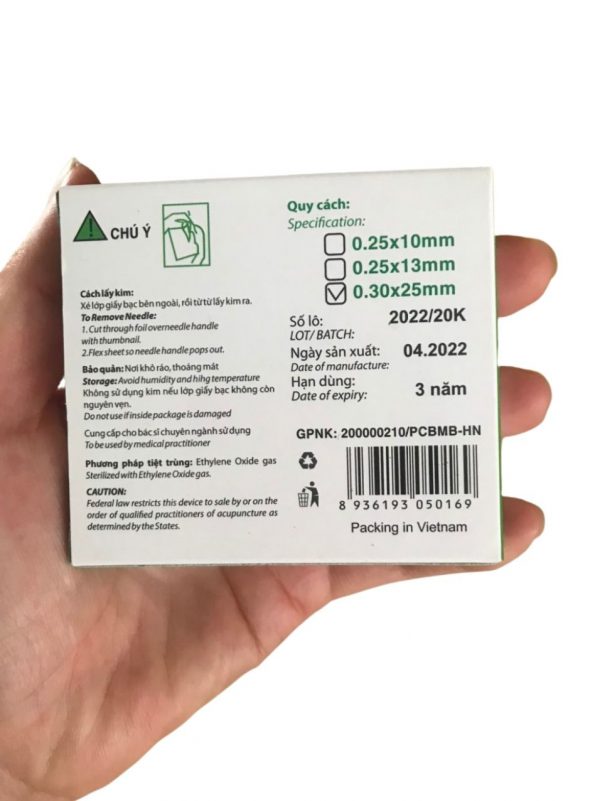 CHÚ Ý
Cách lấy kim:
Xé lớp giấy bạc bên ngoài, rồi từ từ lấy kim ra.
To Remove Needle:
1. Cut through foil overneedle handle
with thumbnail.
2.Flex sheet so needle handle pops out.
Bảo quản: Nơi khô ráo, thoáng mát
Storage: Avoid humidity and hihg temperature
Không sử dụng kim nếu lớp giấy bạc không còn
nguyên vẹn.
Do not use if inside package is damaged
Cung cấp cho bác sĩ chuyên ngành sử dụng
To be used by medical practitioner
Phương pháp tiệt trùng: Ethylene Oxide gas
Sterilized with Ethylene Oxide gas.
CAUTION:
Federal law restricts this device to sale by or on the
order of qualified practitioners of acupuncture as
determined by the States.
Quy cách:
Specification:
0.25x10mm
0.25x13mm
0.30x25mm
Số lô: 2022/20K
LOT/ BATCH:
Ngày sản xuất: 04.2022
Date of manufacture:
Hạn dùng: 3 năm
Date of expiry:
GPNK: 200000210/PCBMB-HN
8 936193 050169
Packing in Vietnam